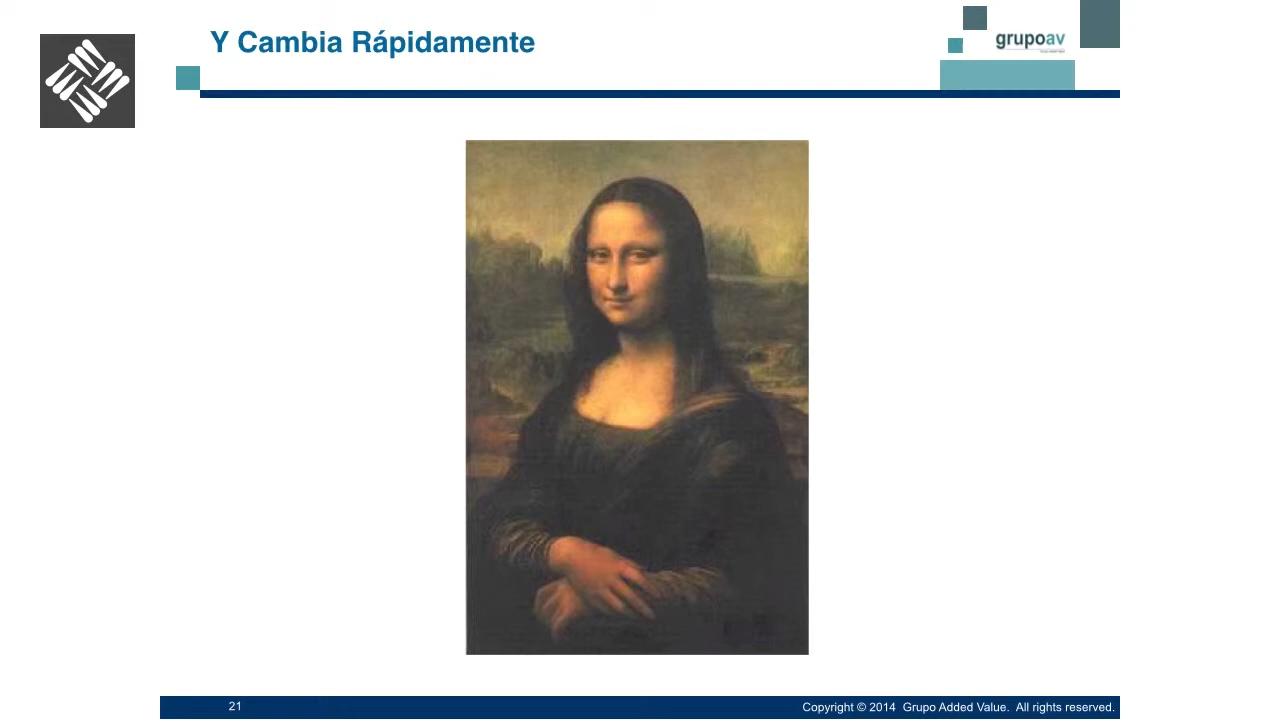 Y Cambia Rápidamente
grupoav
21
Copyright © 2014 Grupo Added Value. All rights reserved.